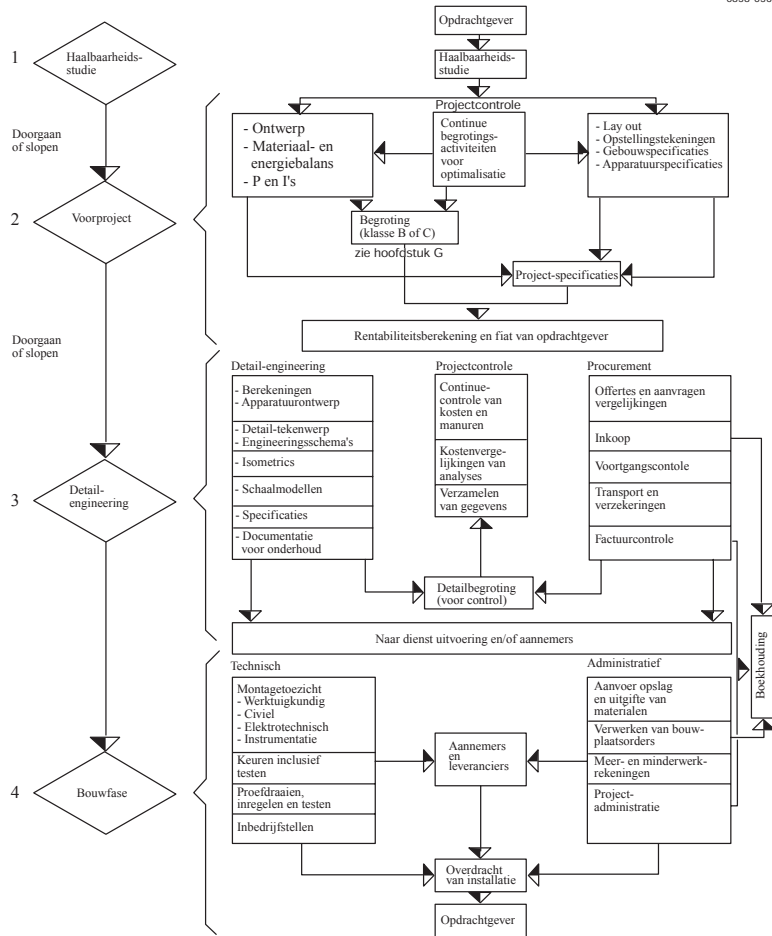 Opdrachtgever
1
Haalbaarheids-
studie
Haalbaarheids-
studie
Doorgaan
of slopen
2
Voorproject
Projectcontrole
- Ontwerp
- Materiaal- en
energiebalans
- P en I's
Continue
begrotings-
activiteiten
voor
optimalisatie
- Lay out
- Opstellingstekeningen
- Gebouwspecificaties
- Apparatuurspecificaties
Begroting
(klasse B of C)
zie hoofdstuk G
Project-specificaties
Rentabiliteitsberekening en fiat van opdrachtgever
Doorgaan
of slopen
3
Detail-
engineering
Detail-engineering
- Berekeningen
- Apparatuurontwerp
- Detail-tekenwerp
- Engineeringsschema's
- Isometrics
- Schaalmodellen
- Specificaties
- Documentatie
voor onderhoud
Projectcontrole
Continue-
controle van
kosten en
manuren
Kostenverge-
lijkingen van
analyses
Verzamelen
van gegevens
Procurement
Offertes en aanvragen
vergelijkingen
Inkoop
Voortgangscontole
Transport en
verzekeringen
Factuurcontrole
Detailbegroting
(voor control)
Naar dienst uitvoering en/of aannemers
Boekhouding
4
Bouwfase
Technisch
Montagetoezicht
- Werktuigkundig
- Civiel
- Elektrotechnisch
- Instrumentatie
Keuren inclusief
testen
Proefdraaien,
inregelen en testen
Inbedrijfstellen
Aannemers
en
leveranciers
Administratief
Aanvoer opslag
en uitgifte van
materialen
Verwerken van bouw-
plaatsorders
Meer- en minderwerk-
rekeningen
Project-
administratie
Overdracht
van installatie
Opdrachtgever